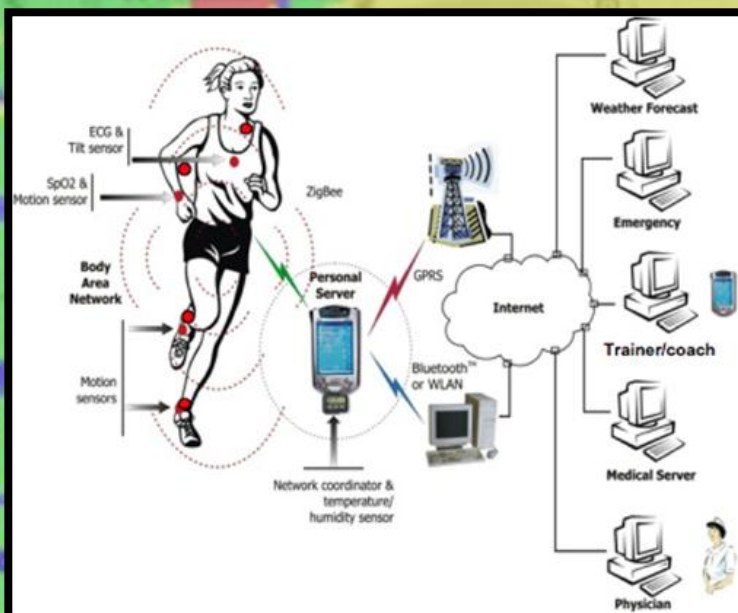 ECG &
Tilt sensor
SpO2 &
Motion sensor
ZigBee
Body
Area
Network
Personal
Server
GPRS
Bluetooth™
or WLAN
Motion
sensors
Network coordinator &
temperature/
humidity sensor
Internet
Weather Forecast
Emergency
Trainer/coach
Medical Server
Physician